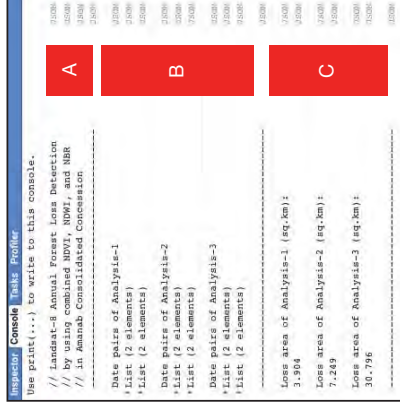 Inspector Console Tasks Profiler
Use print(...) to write to this console.
// Landsat-8 Annual Forest Loss Detection
// by using combined NDVI, NDWI, and NBR
// in Amanab Consolidated Concession
A
Date pairs of Analysis-1
List (2 elements)
List (2 elements)
Date pairs of Analysis-2
List (2 elements)
List (2 elements)
B
Date pairs of Analysis-3
List (2 elements)
List (2 elements)
Loss area of Analysis-1 (sq.km):
3.904
Loss area of Analysis-2 (sq.km):
7.249
C
Loss area of Analysis-3 (sq.km):
30.796